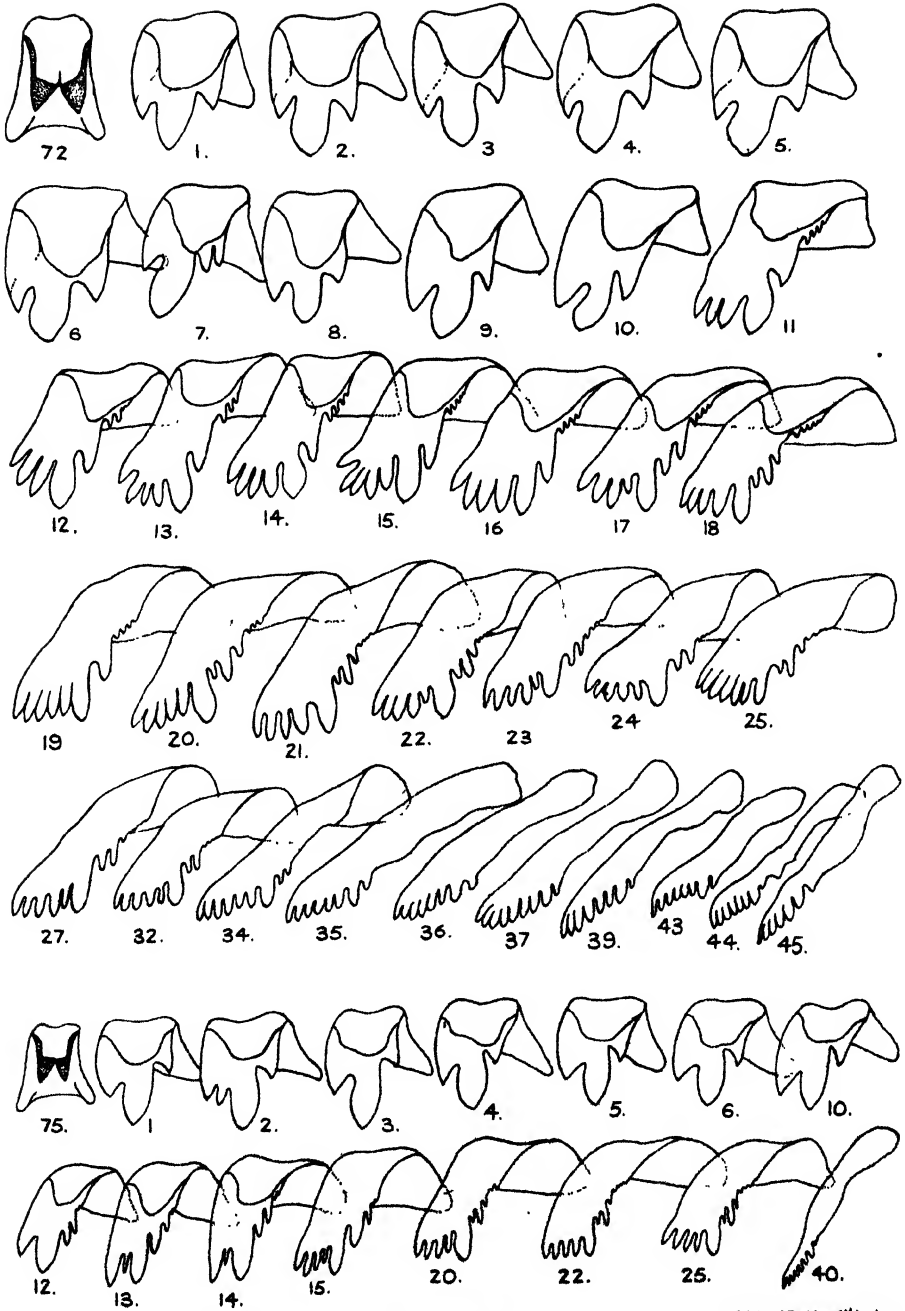 72 1. 2. 3 4. 5.
6 7. 8. 9. 10. 11
12. 13. 14. 15. 16 17 18
19 20. 21. 22. 23 24 25.
27. 32. 34. 35. 36. 37 39. 43 44. 45.
75. 1 2. 3. 4. 5. 6. 10.
12. 13. 14. 15. 20. 22. 25. 40.